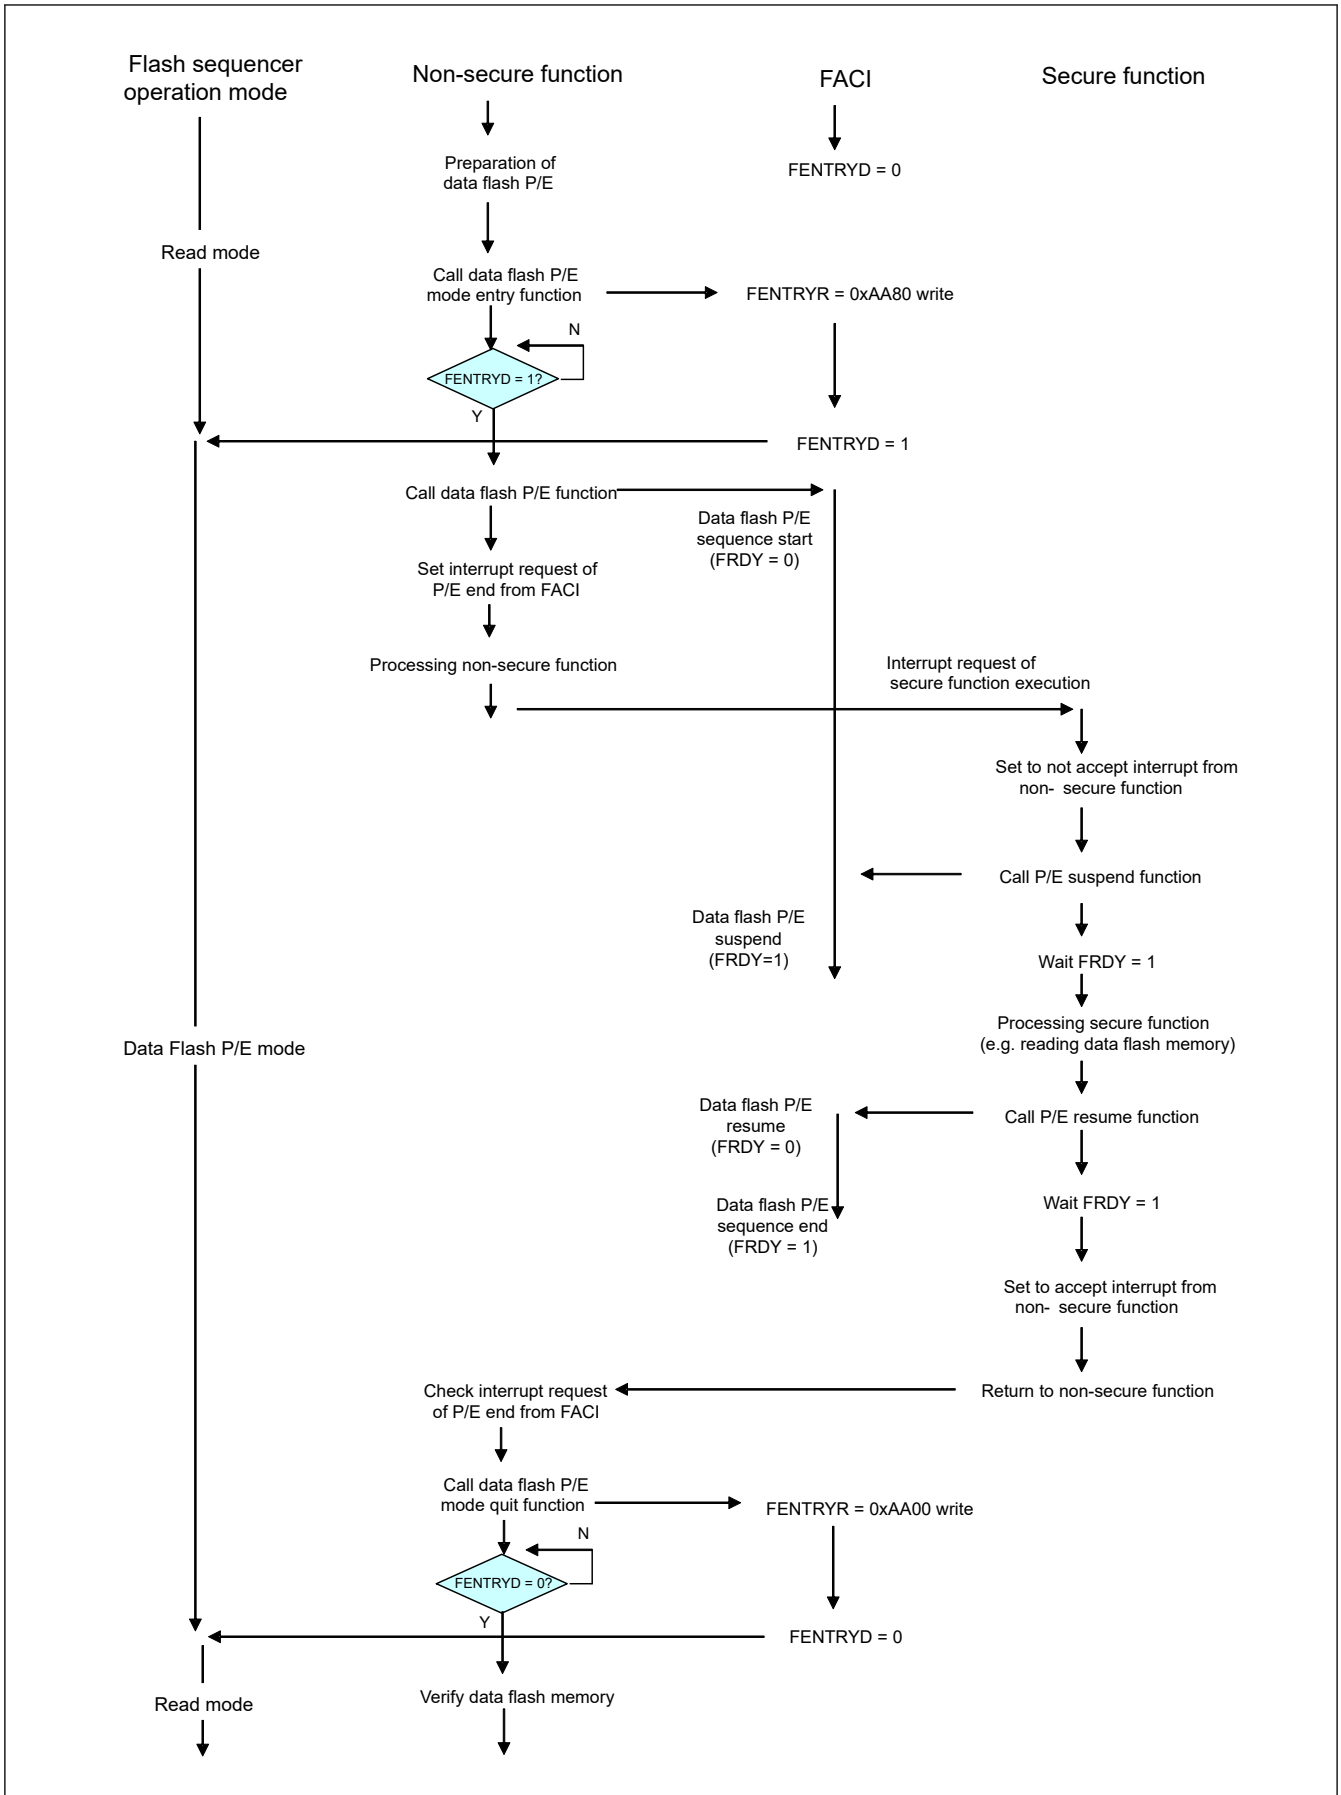 Flash sequencer
operation mode
Non-secure function
FACI
Secure function
Preparation of
data flash P/E
FENTRYD = 0
Read mode
Call data flash P/E
mode entry function
FENTRYR = 0xAA80 write
N
FENTRYD = 1?
Y
FENTRYD = 1
Call data flash P/E function
Data flash P/E
sequence start
(FRDY = 0)
Set interrupt request of
P/E end from FACI
Processing non-secure function
Interrupt request of
secure function execution
Set to not accept interrupt from
non- secure function
Call P/E suspend function
Data flash P/E
suspend
(FRDY=1)
Wait FRDY = 1
Processing secure function
(e.g. reading data flash memory)
Data Flash P/E mode
Data flash P/E
resume
(FRDY = 0)
Call P/E resume function
Data flash P/E
sequence end
(FRDY = 1)
Wait FRDY = 1
Set to accept interrupt from
non- secure function
Check interrupt request
of P/E end from FACI
Return to non-secure function
Call data flash P/E
mode quit function
FENTRYR = 0xAA00 write
N
FENTRYD = 0?
Y
FENTRYD = 0
Read mode
Verify data flash memory